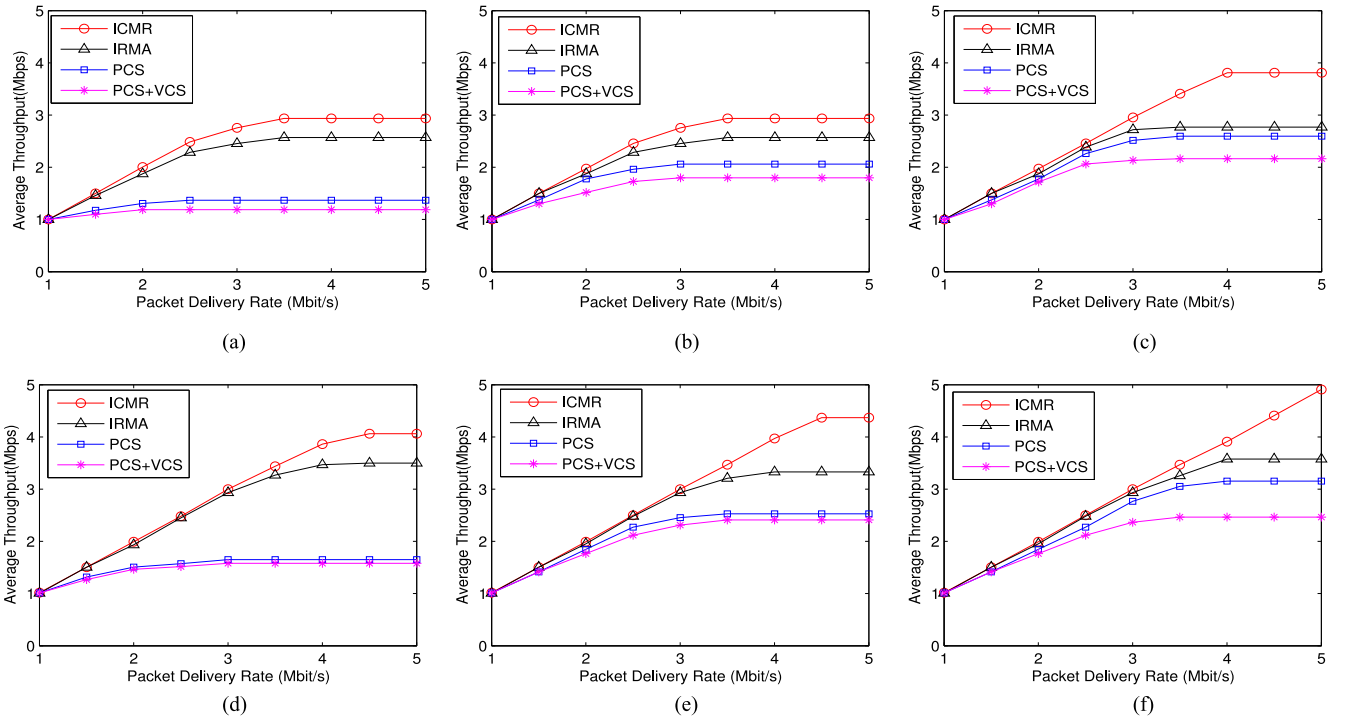 5
4
3
2
1
0
Average Throughput(Mbps)
ICMR
IRMA
PCS
PCS+VCS
1 2 3 4 5
Packet Delivery Rate (Mbit/s)
(a)
5
4
3
2
1
0
Average Throughput(Mbps)
ICMR
IRMA
PCS
PCS+VCS
1 2 3 4 5
Packet Delivery Rate (Mbit/s)
(b)
5
4
3
2
1
0
Average Throughput(Mbps)
ICMR
IRMA
PCS
PCS+VCS
1 2 3 4 5
Packet Delivery Rate (Mbit/s)
(c)
5
4
3
2
1
0
Average Throughput(Mbps)
ICMR
IRMA
PCS
PCS+VCS
1 2 3 4 5
Packet Delivery Rate (Mbit/s)
(d)
5
4
3
2
1
0
Average Throughput(Mbps)
ICMR
IRMA
PCS
PCS+VCS
1 2 3 4 5
Packet Delivery Rate (Mbit/s)
(e)
5
4
3
2
1
0
Average Throughput(Mbps)
ICMR
IRMA
PCS
PCS+VCS
1 2 3 4 5
Packet Delivery Rate (Mbit/s)
(f)